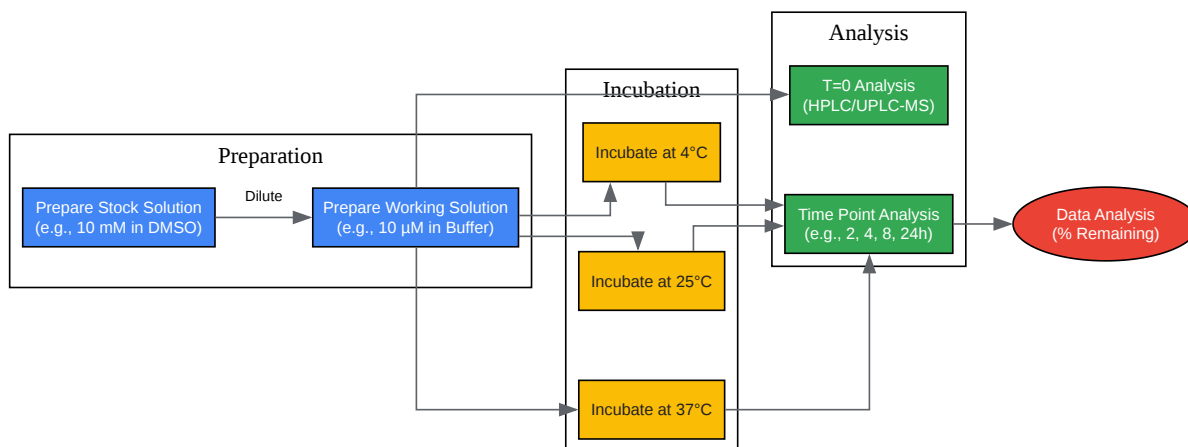 Preparation
Prepare Stock Solution
(e.g., 10 mM in DMSO)
Dilute
Prepare Working Solution
(e.g., 10 µM in Buffer)
Incubation
Incubate at 4°C
Incubate at 25°C
Incubate at 37°C
Analysis
T=0 Analysis
(HPLC/UPLC-MS)
Time Point Analysis
(e.g., 2, 4, 8, 24h)
Data Analysis
(% Remaining)